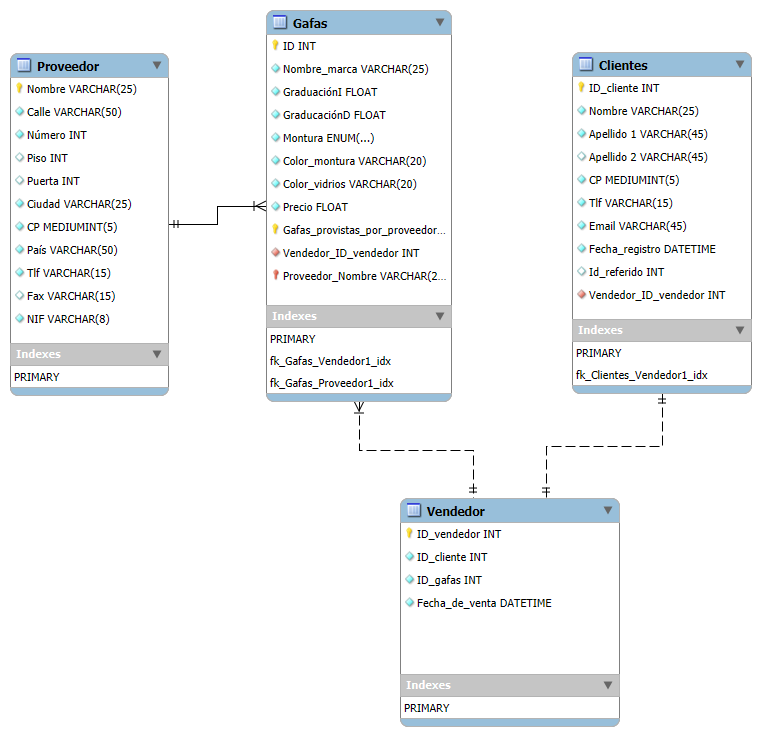 Proveedor
Nombre VARCHAR(25)
Calle VARCHAR(50)
Número INT
Piso INT
Puerta INT
Ciudad VARCHAR(25)
CP MEDIUMINT(5)
País VARCHAR(50)
Tlf VARCHAR(15)
Fax VARCHAR(15)
NIF VARCHAR(8)
Indexes
PRIMARY
Gafas
ID INT
Nombre_marca VARCHAR(25)
GraduaciónI FLOAT
GraducaciónD FLOAT
Montura ENUM(...)
Color_montura VARCHAR(20)
Color_vidrios VARCHAR(20)
Precio FLOAT
Gafas_provistas_por_proveedor...
Vendedor_ID_vendedor INT
Proveedor_Nombre VARCHAR(2...
Indexes
PRIMARY
fk_Gafas_Vendedor1_idx
fk_Gafas_Proveedor1_idx
Clientes
ID_cliente INT
Nombre VARCHAR(25)
Apellido 1 VARCHAR(45)
Apellido 2 VARCHAR(45)
CP MEDIUMINT(5)
Tlf VARCHAR(15)
Email VARCHAR(45)
Fecha_registro DATETIME
Id_referido INT
Vendedor_ID_vendedor INT
Indexes
PRIMARY
fk_Clientes_Vendedor1_idx
Vendedor
ID_vendedor INT
ID_cliente INT
ID_gafas INT
Fecha_de_venta DATETIME
Indexes
PRIMARY